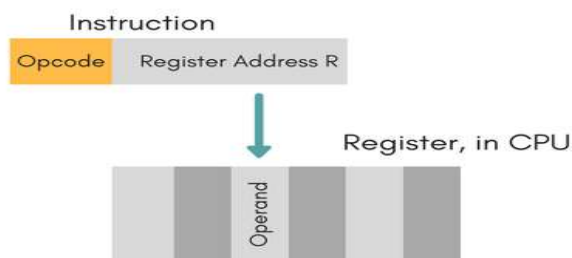 Instruction
Opcode Register Address R
Register, in CPU
Operand